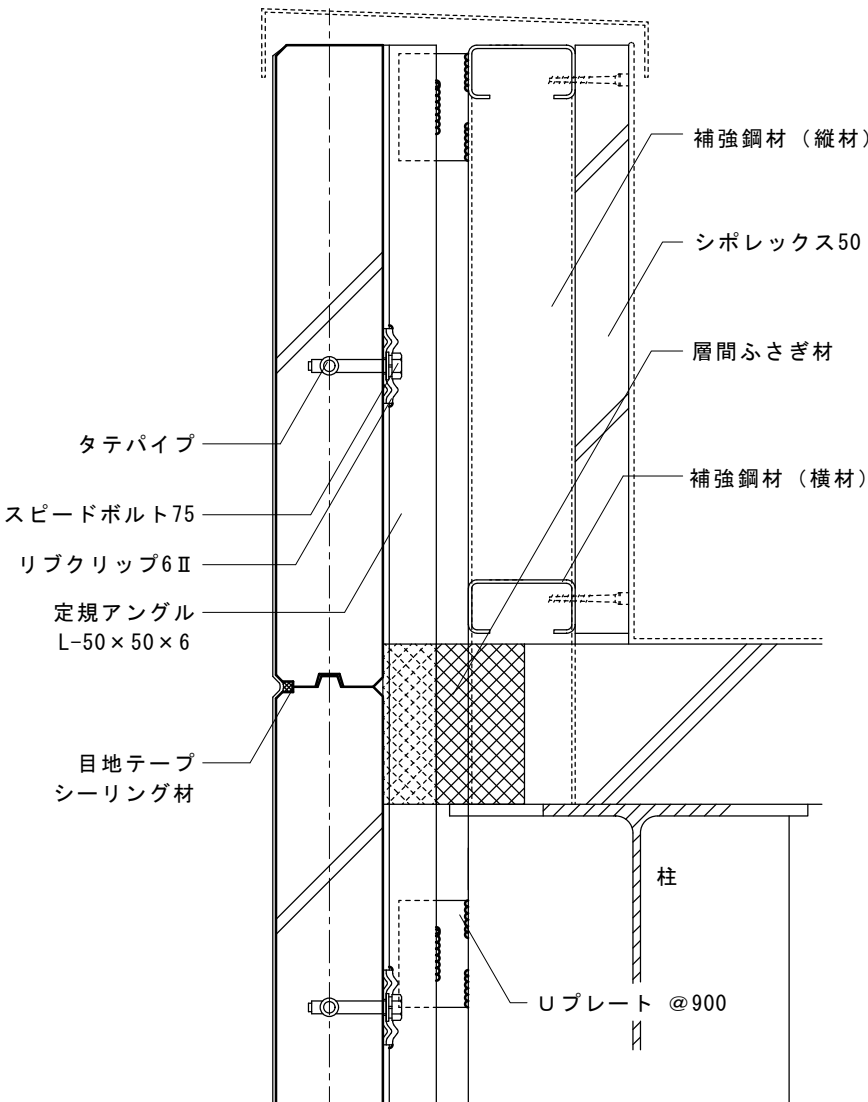 補強鋼材（縦材）
シポレックス50
層間ふさぎ材
タテパイプ
補強鋼材（横材）
スピードボルト75
リブクリップ6Ⅱ
定規アングル
L-50×50×6
目地テープ
シーリング材
柱
Uプレート @900